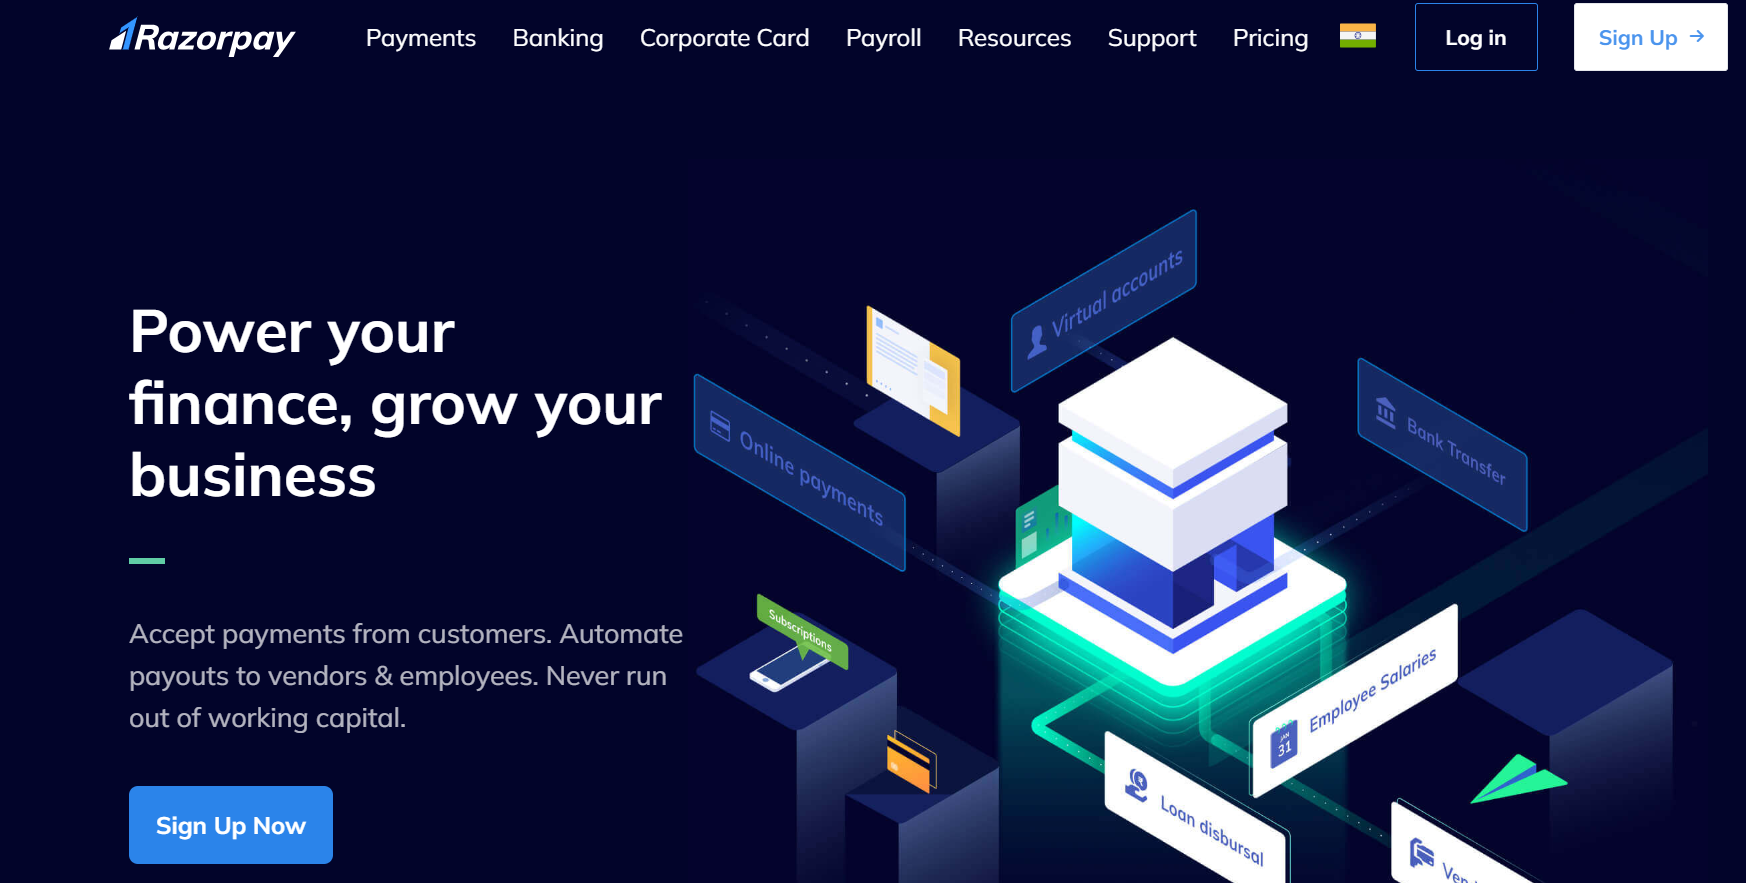 Razorpay
Payments
Banking
Corporate Card
Payroll
Resources
Support
Pricing
Log in
Sign Up →
Power your
finance, grow your
business
Accept payments from customers. Automate
payouts to vendors & employees. Never run
out of working capital.
Sign Up Now
Virtual accounts
Online payments
Bank Transfer
Subscriptions
Employee Salaries
JAN
31
Loan disbursal